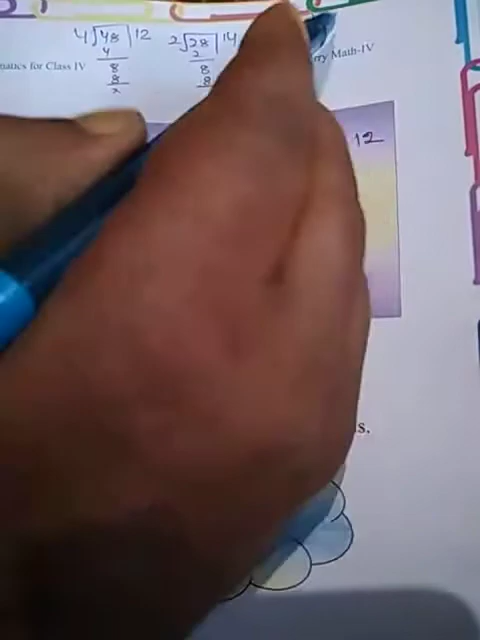 4√48 | 12 2√28 | 14
4 2
8 8
8 8
x
matics for Class IV Math-IV
12
s.